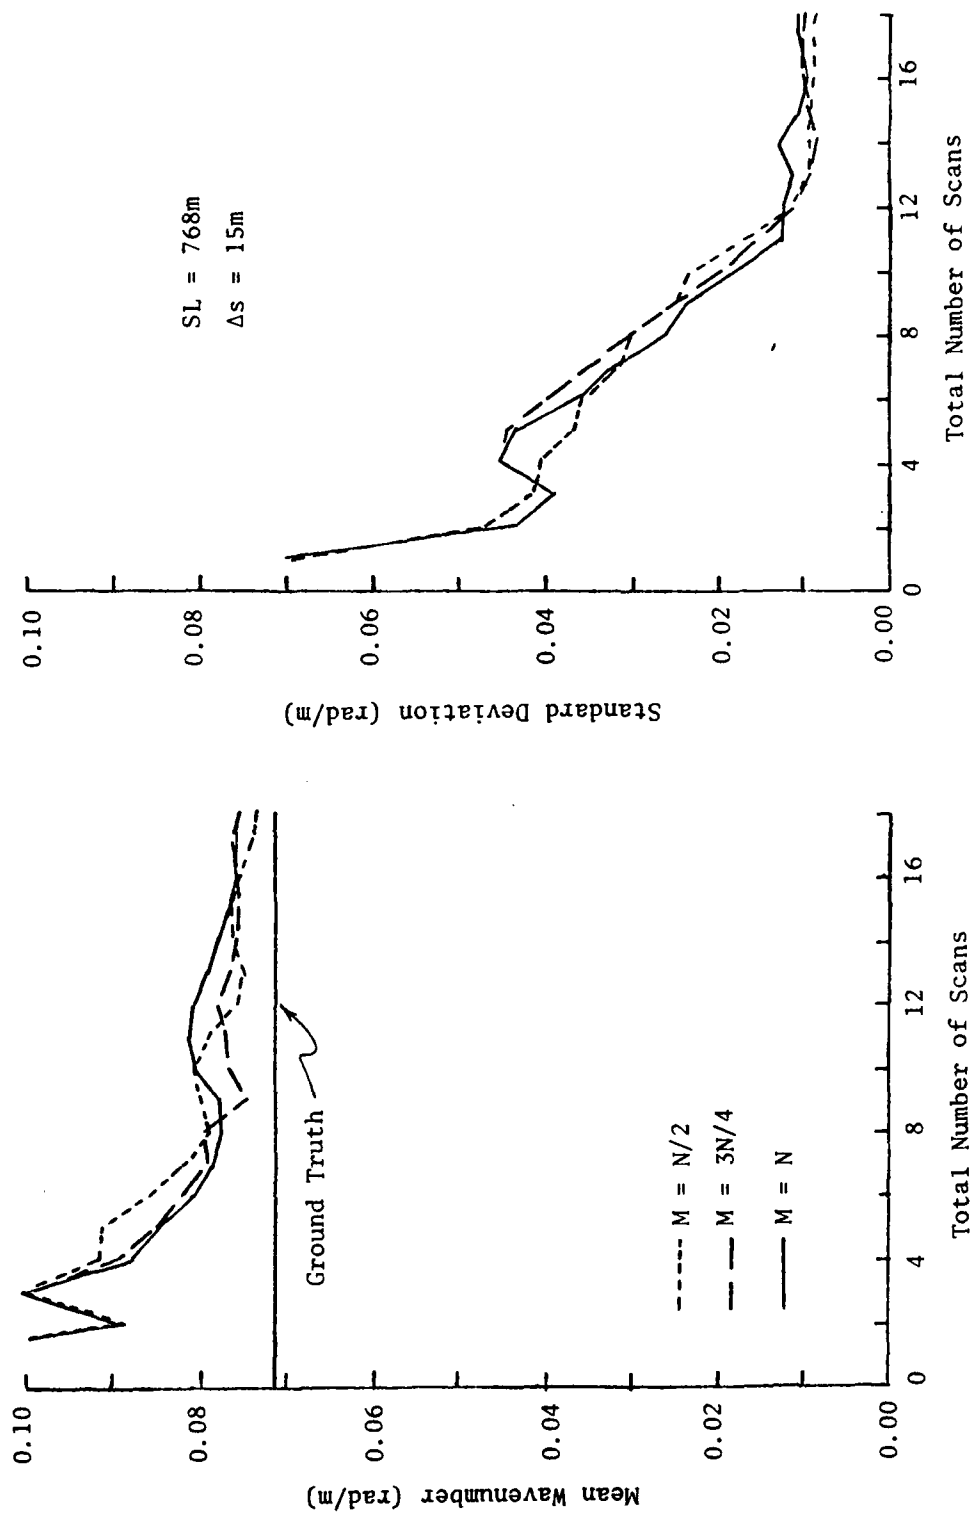 Mean Wavenumber (rad/m)
0.10
0.08
0.06
0.04
0.02
0.00
0
4
8
12
16
Total Number of Scans
Ground Truth
M = N/2
M = 3N/4
M = N
Standard Deviation (rad/m)
0.10
0.08
0.06
0.04
0.02
0.00
0
4
8
12
16
Total Number of Scans
SL = 768m
Δs = 15m